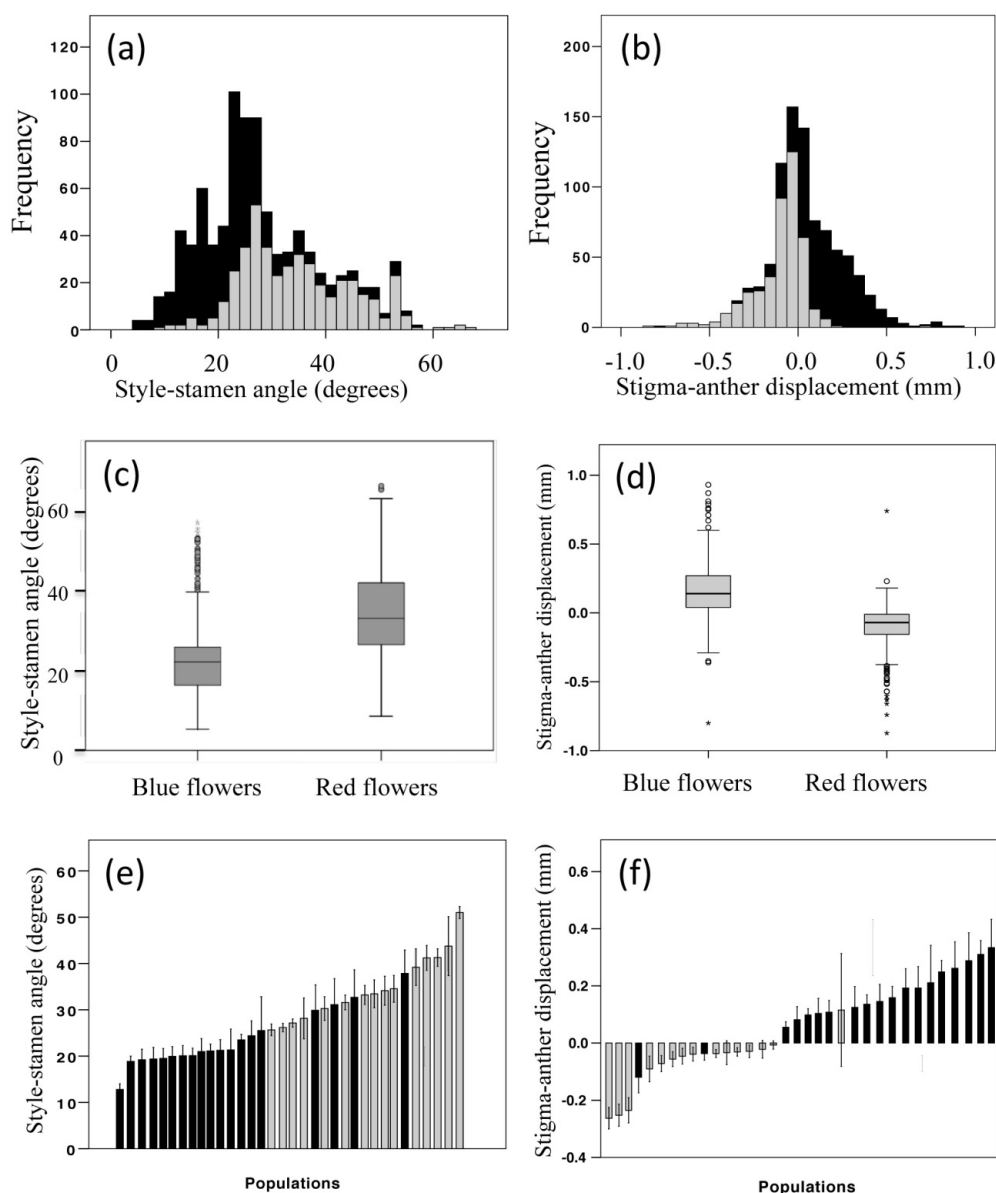 (a)
Frequency
120
100
80
60
40
20
0
0 20 40 60
Style-stamen angle (degrees)
(b)
Frequency
200
150
100
50
0
-1.0 -0.5 0.0 0.5 1.0
Stigma-anther displacement (mm)
(c)
Style-stamen angle (degrees)
60
40
20
0
Blue flowers Red flowers
(d)
Stigma-anther displacement (mm)
1.0
0.5
0.0
-0.5
-1.0
Blue flowers Red flowers
(e)
Style-stamen angle (degrees)
60
50
40
30
20
10
0
Populations
(f)
Stigma-anther displacement (mm)
0.6
0.4
0.2
0.0
-0.2
-0.4
Populations